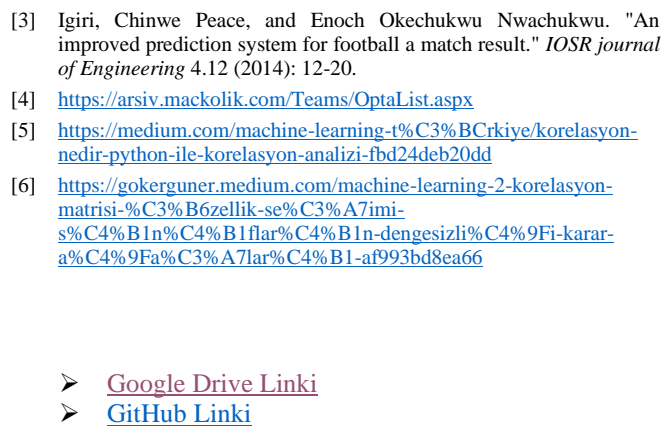 [3] Igiri, Chinwe Peace, and Enoch Okechukwu Nwachukwu. "An
improved prediction system for football a match result." IOSR journal
of Engineering 4.12 (2014): 12-20.
[4] https://arsiv.mackolik.com/Teams/OptaList.aspx
[5] https://medium.com/machine-learning-t%C3%BCrkiye/korelasyon-
nedir-python-ile-korelasyon-analizi-fbd24deb20dd
[6] https://gokerguner.medium.com/machine-learning-2-korelasyon-
matrisi-%C3%B6zellik-se%C3%A7imi-
s%C4%B1n%C4%B1flar%C4%B1n-dengesizli%C4%9Fi-karar-
a%C4%9Fa%C3%A7lar%C4%B1-af993bd8ea66
➢ Google Drive Linki
➢ GitHub Linki